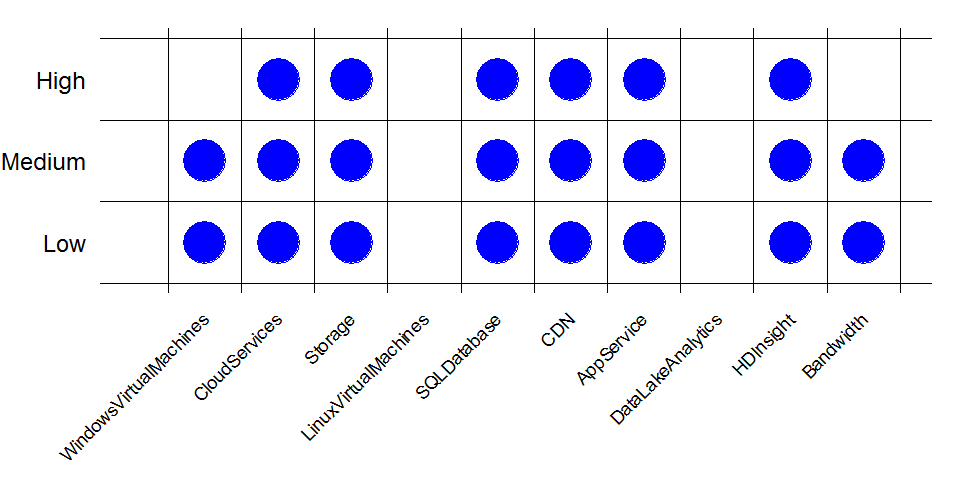 High
Medium
Low
WindowsVirtualMachines
CloudServices
Storage
LinuxVirtualMachines
SQLDatabase
CDN
AppService
DataLakeAnalytics
HDInsight
Bandwidth